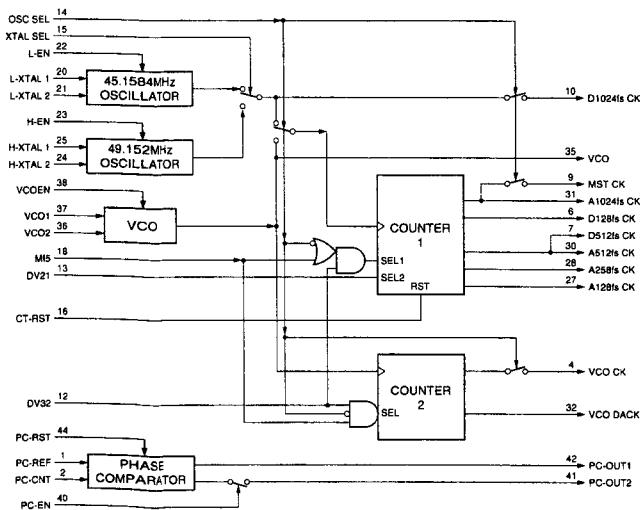 OSC SEL 14
XTAL SEL 15
L-EN 22
L-XTAL 1 20
L-XTAL 2 21
45.1584MHz
OSCILLATOR
10 D1024fs CK
H-EN 23
H-XTAL 1 25
H-XTAL 2 24
49.152MHz
OSCILLATOR
35 VCO
VCOEN 38
9 MST CK
31 A1024fs CK
VCO1 37
VCO2 36
VCO
COUNTER
1
6 D128fs CK
7 D512fs CK
MI5 18
DV21 13
SEL1
SEL2
RST
30 A512fs CK
28 A258fs CK
27 A128fs CK
CT-RST 16
4 VCO CK
DV32 12
COUNTER
2
SEL
32 VCO DACK
PC-RST 44
PC-REF 1
PC-CNT 2
PHASE
COMPARATOR
42 PC-OUT1
41 PC-OUT2
PC-EN 40